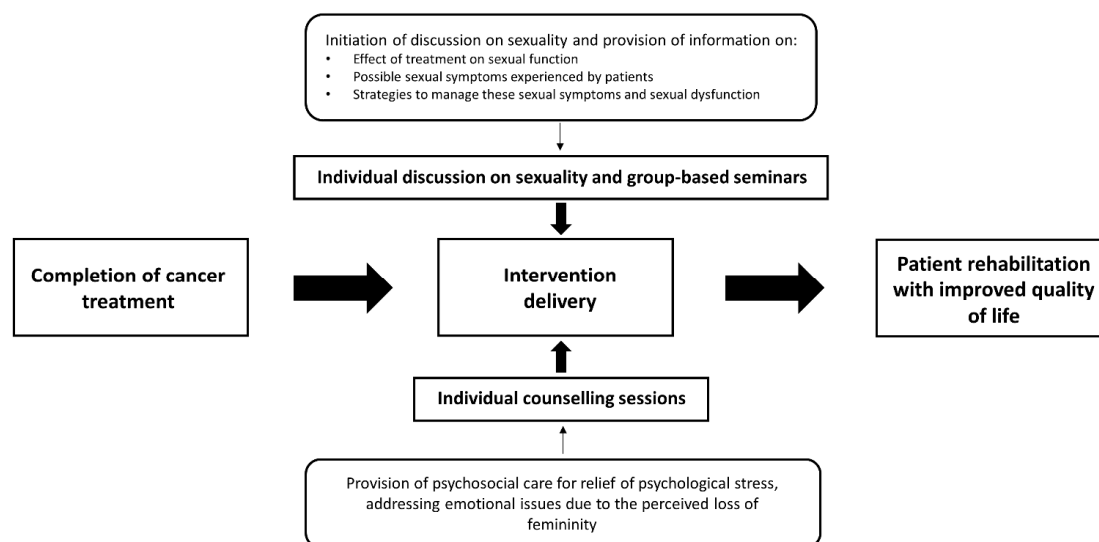 Initiation of discussion on sexuality and provision of information on:
• Effect of treatment on sexual function
• Possible sexual symptoms experienced by patients
• Strategies to manage these sexual symptoms and sexual dysfunction
Individual discussion on sexuality and group-based seminars
Completion of cancer
treatment
Intervention
delivery
Patient rehabilitation
with improved quality
of life
Individual counselling sessions
Provision of psychosocial care for relief of psychological stress,
addressing emotional issues due to the perceived loss of
femininity